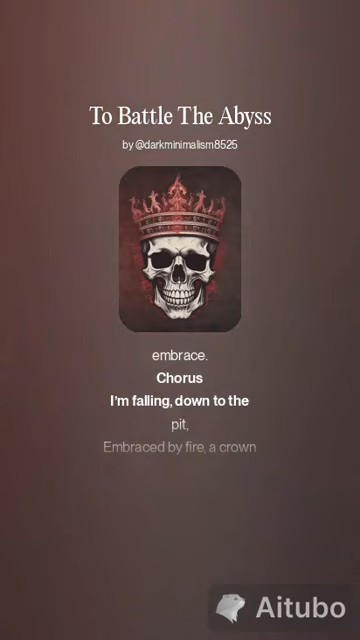 To Battle The Abyss
by @darkminimalism8525
embrace.
Chorus
I'm falling, down to the
pit,
Embraced by fire, a crown
Aitubo